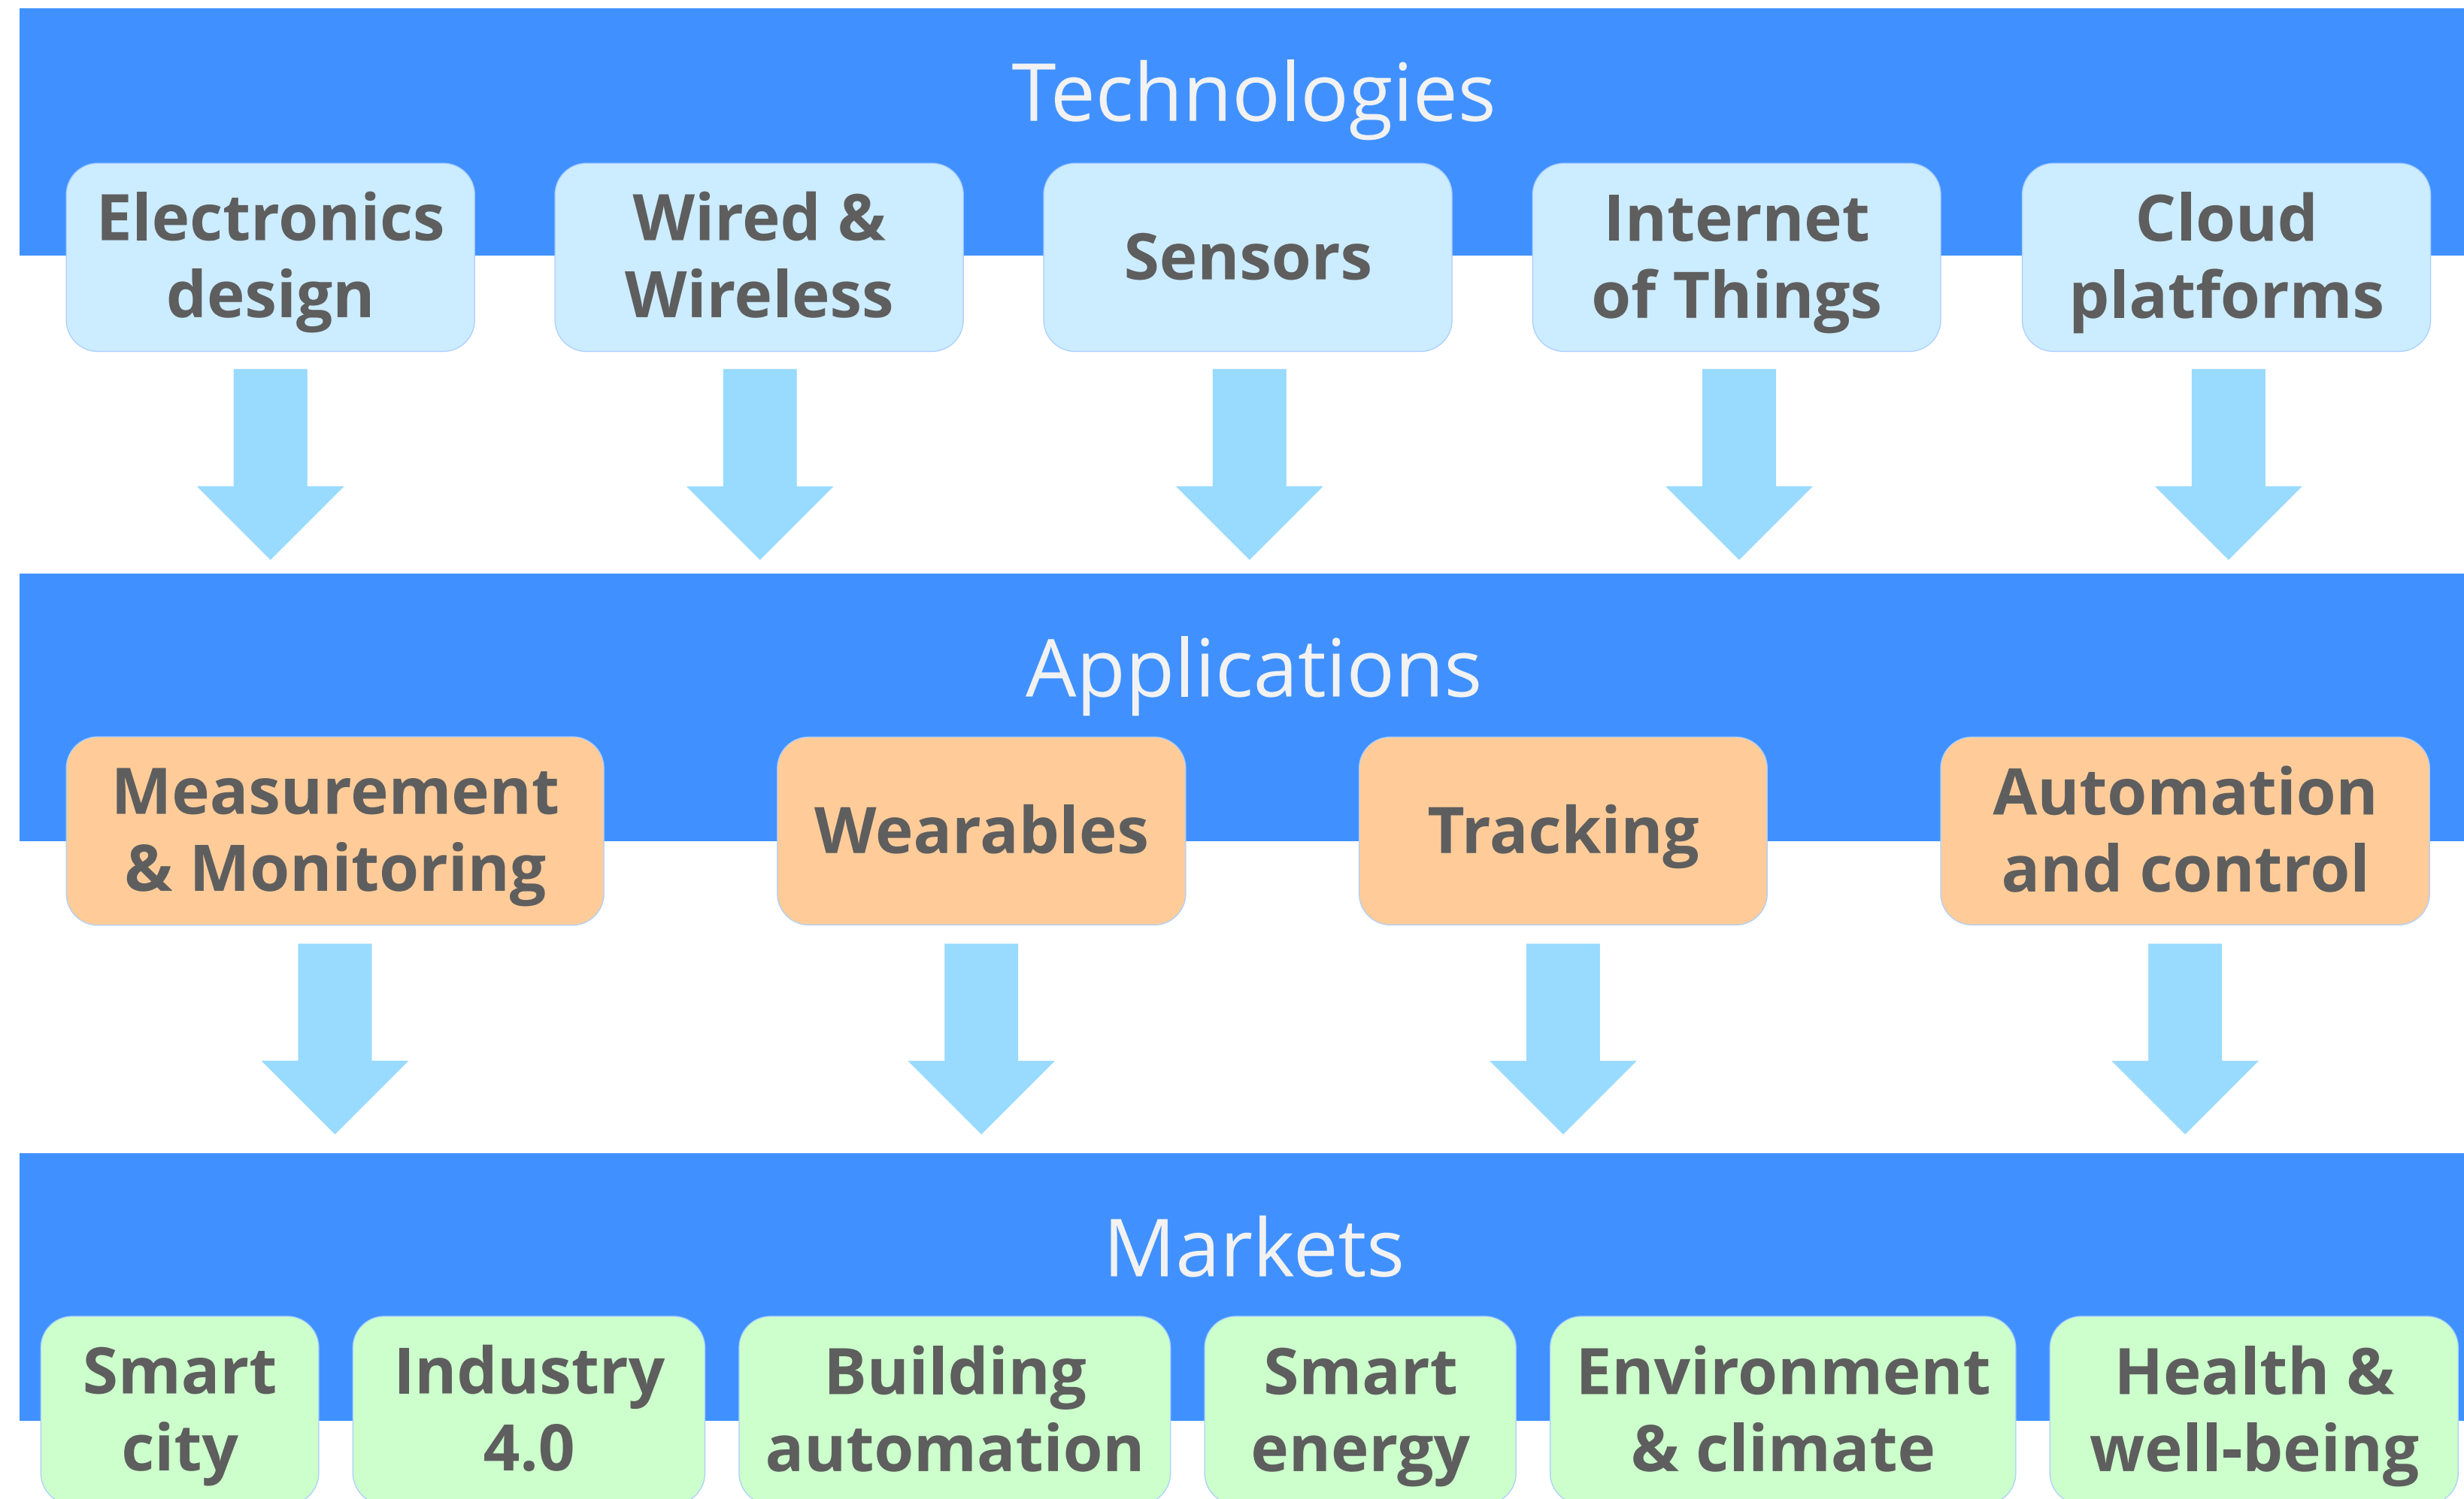 Technologies
Electronics
design
Wired &
Wireless
Sensors
Internet
of Things
Cloud
platforms
Applications
Measurement
& Monitoring
Wearables
Tracking
Automation
and control
Markets
Smart
city
Industry
4.0
Building
automation
Smart
energy
Environment
& climate
Health &
well-being